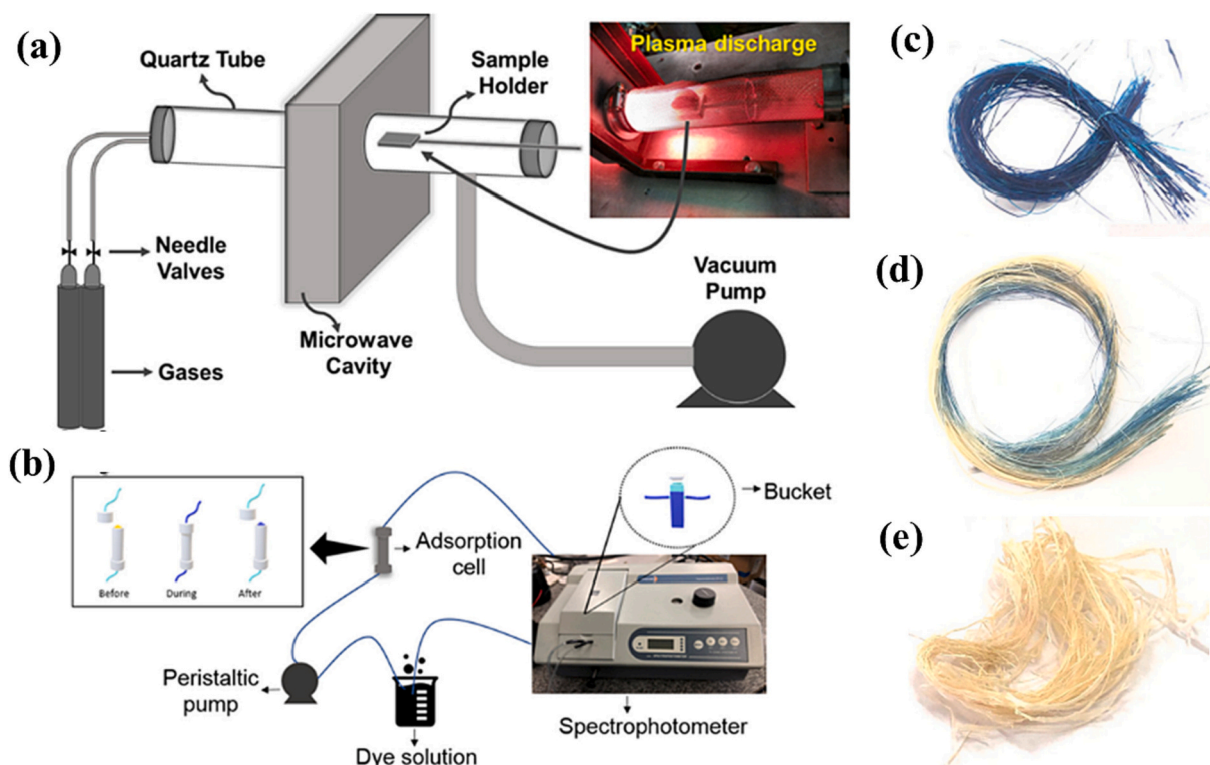 (a)
Quartz Tube
Sample
Holder
Plasma discharge
Needle
Valves
Gases
Microwave
Cavity
Vacuum
Pump
(b)
Before
During
After
Adsorption
cell
Bucket
Peristaltic
pump
Dye solution
Spectrophotometer
(c)
(d)
(e)